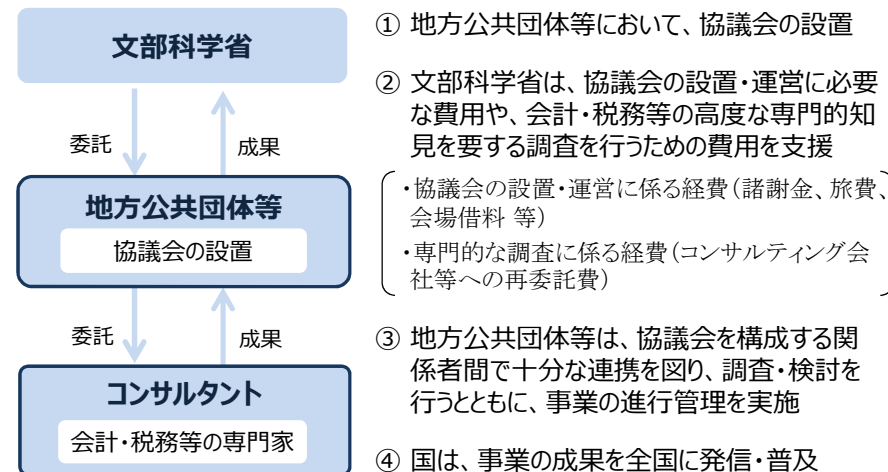 文部科学省
委託
成果
地方公共団体等
協議会の設置
委託
成果
コンサルタント
会計・税務等の専門家
① 地方公共団体等において、協議会の設置
② 文部科学省は、協議会の設置・運営に必要
な費用や、会計・税務等の高度な専門的知
見を要する調査を行うための費用を支援
・協議会の設置・運営に係る経費（諸謝金、旅費、
会場借料 等）
・専門的な調査に係る経費（コンサルティング会
社等への再委託費）
③ 地方公共団体等は、協議会を構成する関
係者間で十分な連携を図り、調査・検討を
行うとともに、事業の進行管理を実施
④ 国は、事業の成果を全国に発信・普及